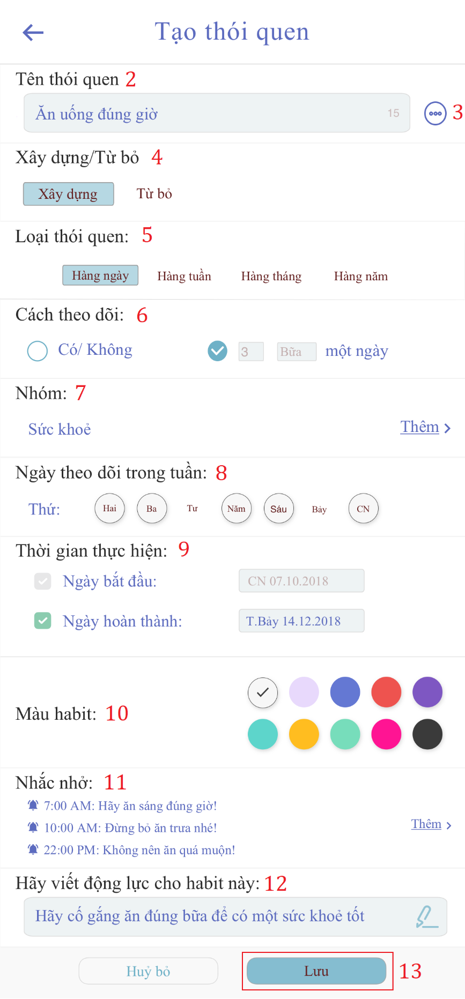 Tạo thói quen
Tên thói quen 2
Ăn uống đúng giờ 15 3
Xây dựng/Từ bỏ 4
Xây dựng Từ bỏ
Loại thói quen: 5
Hàng ngày Hàng tuần Hàng tháng Hàng năm
Cách theo dõi: 6
Có/ Không 3 Bữa một ngày
Nhóm: 7
Sức khoẻ Thêm >
Ngày theo dõi trong tuần: 8
Thứ: Hai Ba Tư Năm Sáu Bảy CN
Thời gian thực hiện: 9
Ngày bắt đầu: CN 07.10.2018
Ngày hoàn thành: T.Bảy 14.12.2018
Màu habit: 10
Nhắc nhở: 11
7:00 AM: Hãy ăn sáng đúng giờ!
10:00 AM: Đừng bỏ ăn trưa nhé!
Thêm >
22:00 PM: Không nên ăn quá muộn!
Hãy viết động lực cho habit này: 12
Hãy cố gắng ăn đúng bữa để có một sức khoẻ tốt
Huỷ bỏ Lưu 13